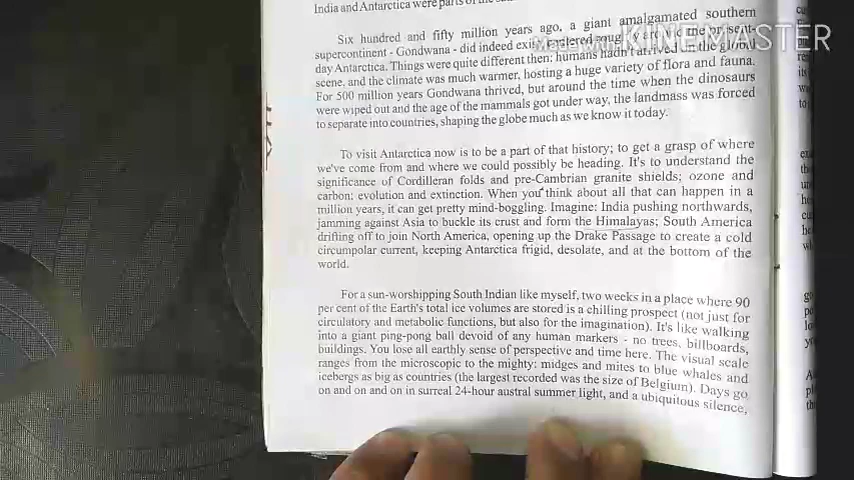 India and Antarctica were parts of the
Six hundred and fifty million years ago, a giant amalgamated southern
supercontinent - Gondwana - did indeed exist, centered roughly around the present-
day Antarctica. Things were quite different then: humans hadn't arrived on the global
scene, and the climate was much warmer, hosting a huge variety of flora and fauna.
For 500 million years Gondwana thrived, but around the time when the dinosaurs
were wiped out and the age of the mammals got under way, the landmass was forced
to separate into countries, shaping the globe much as we know it today.
To visit Antarctica now is to be a part of that history; to get a grasp of where
we've come from and where we could possibly be heading. It's to understand the
significance of Cordilleran folds and pre-Cambrian granite shields; ozone and
carbon; evolution and extinction. When you think about all that can happen in a
million years, it can get pretty mind-boggling. Imagine: India pushing northwards,
jamming against Asia to buckle its crust and form the Himalayas; South America
drifting off to join North America, opening up the Drake Passage to create a cold
circumpolar current, keeping Antarctica frigid, desolate, and at the bottom of the
world.
For a sun-worshipping South Indian like myself, two weeks in a place where 90
per cent of the Earth's total ice volumes are stored is a chilling prospect (not just for
circulatory and metabolic functions, but also for the imagination). It's like walking
into a giant ping-pong ball devoid of any human markers - no trees, billboards,
buildings. You lose all earthly sense of perspective and time here. The visual scale
ranges from the microscopic to the mighty: midges and mites to blue whales and
icebergs as big as countries (the largest recorded was the size of Belgium). Days go
on and on and on in surreal 24-hour austral summer light, and a ubiquitous silence,
Made with KINEMASTER